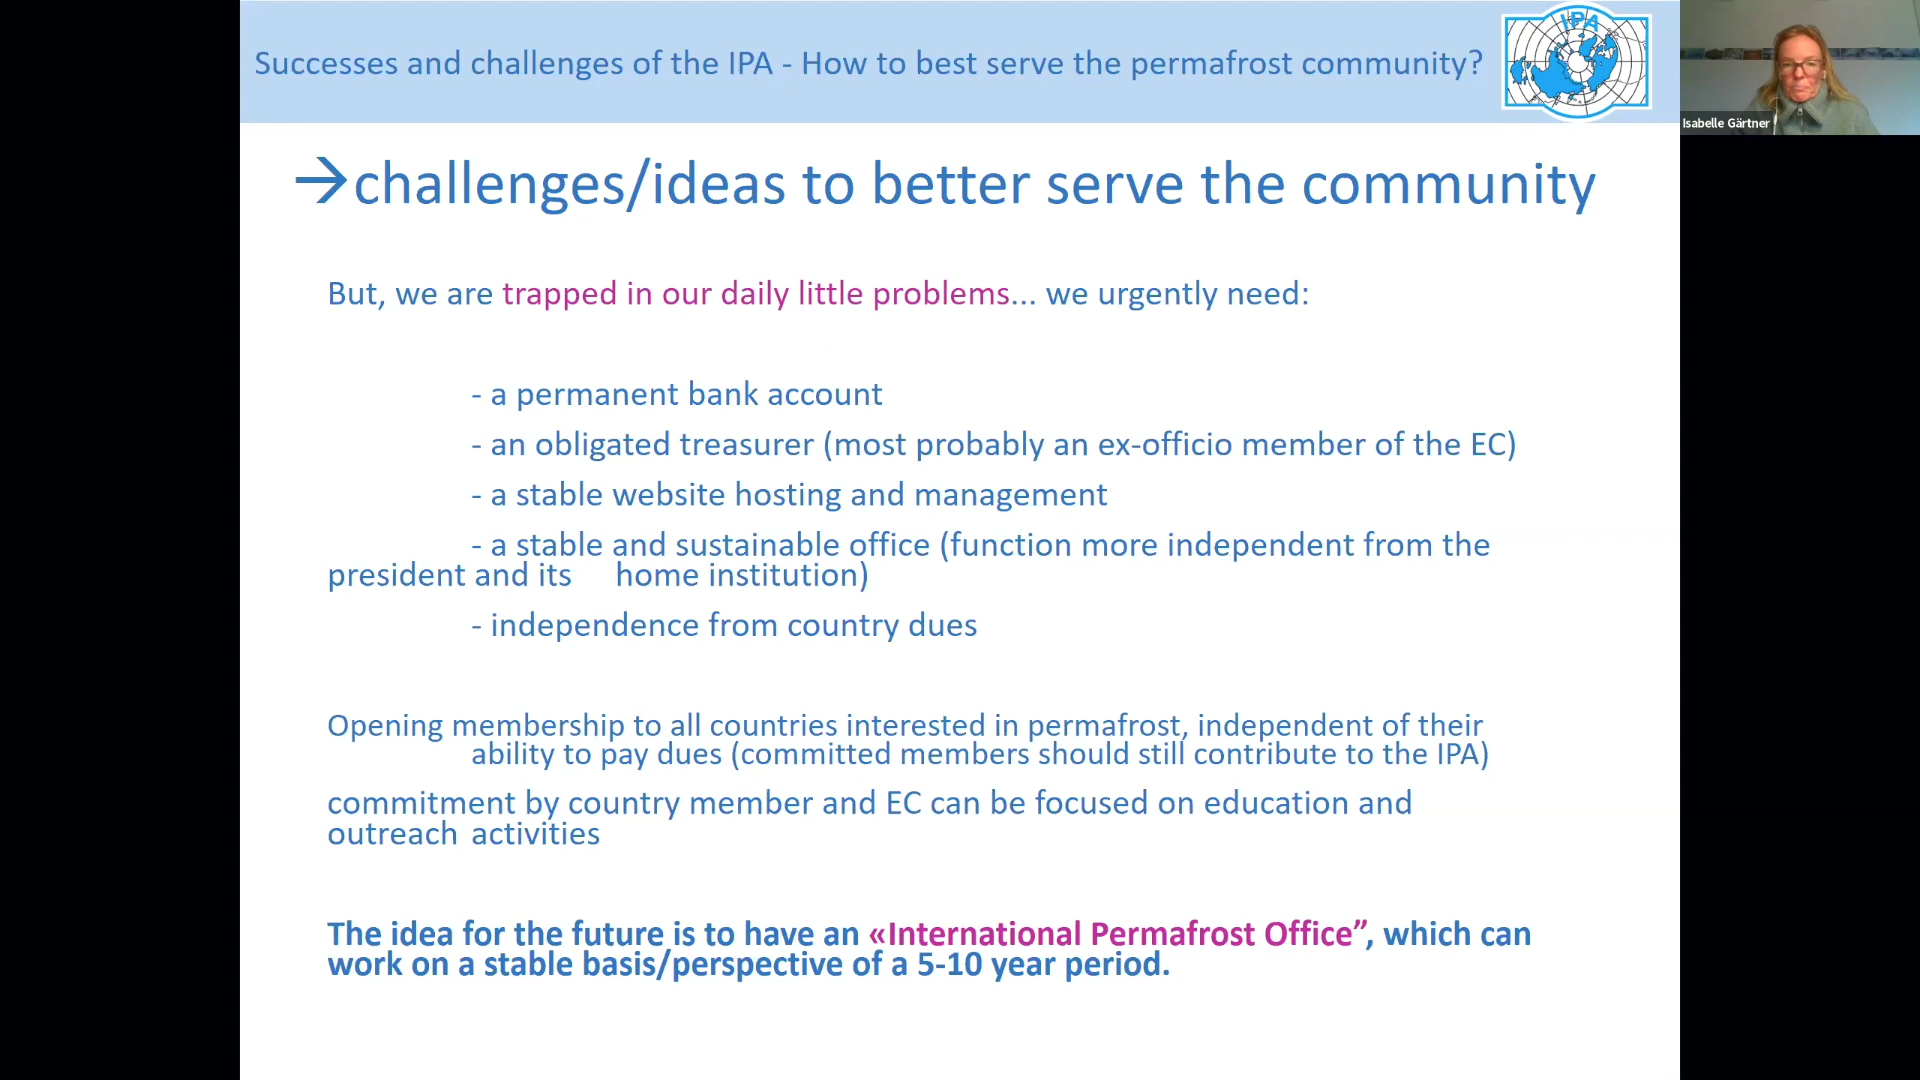 Successes and challenges of the IPA - How to best serve the permafrost community?
IPA
Isabelle Gärtner
→challenges/ideas to better serve the community
But, we are trapped in our daily little problems... we urgently need:
- a permanent bank account
- an obligated treasurer (most probably an ex-officio member of the EC)
- a stable website hosting and management
- a stable and sustainable office (function more independent from the
president and its home institution)
- independence from country dues
Opening membership to all countries interested in permafrost, independent of their
ability to pay dues (committed members should still contribute to the IPA)
commitment by country member and EC can be focused on education and
outreach activities
The idea for the future is to have an «International Permafrost Office”, which can
work on a stable basis/perspective of a 5-10 year period.